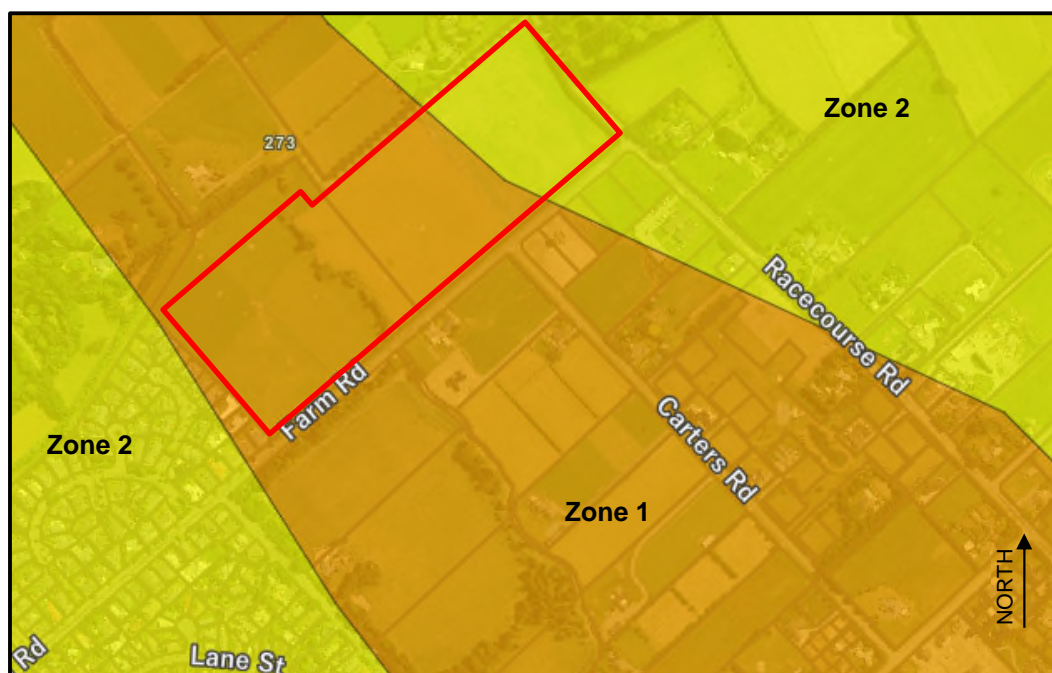 Zone 2
273
Racecourse Rd
Farm Rd
Carters Rd
Zone 2
Zone 1
NORTH
Rd
Lane St